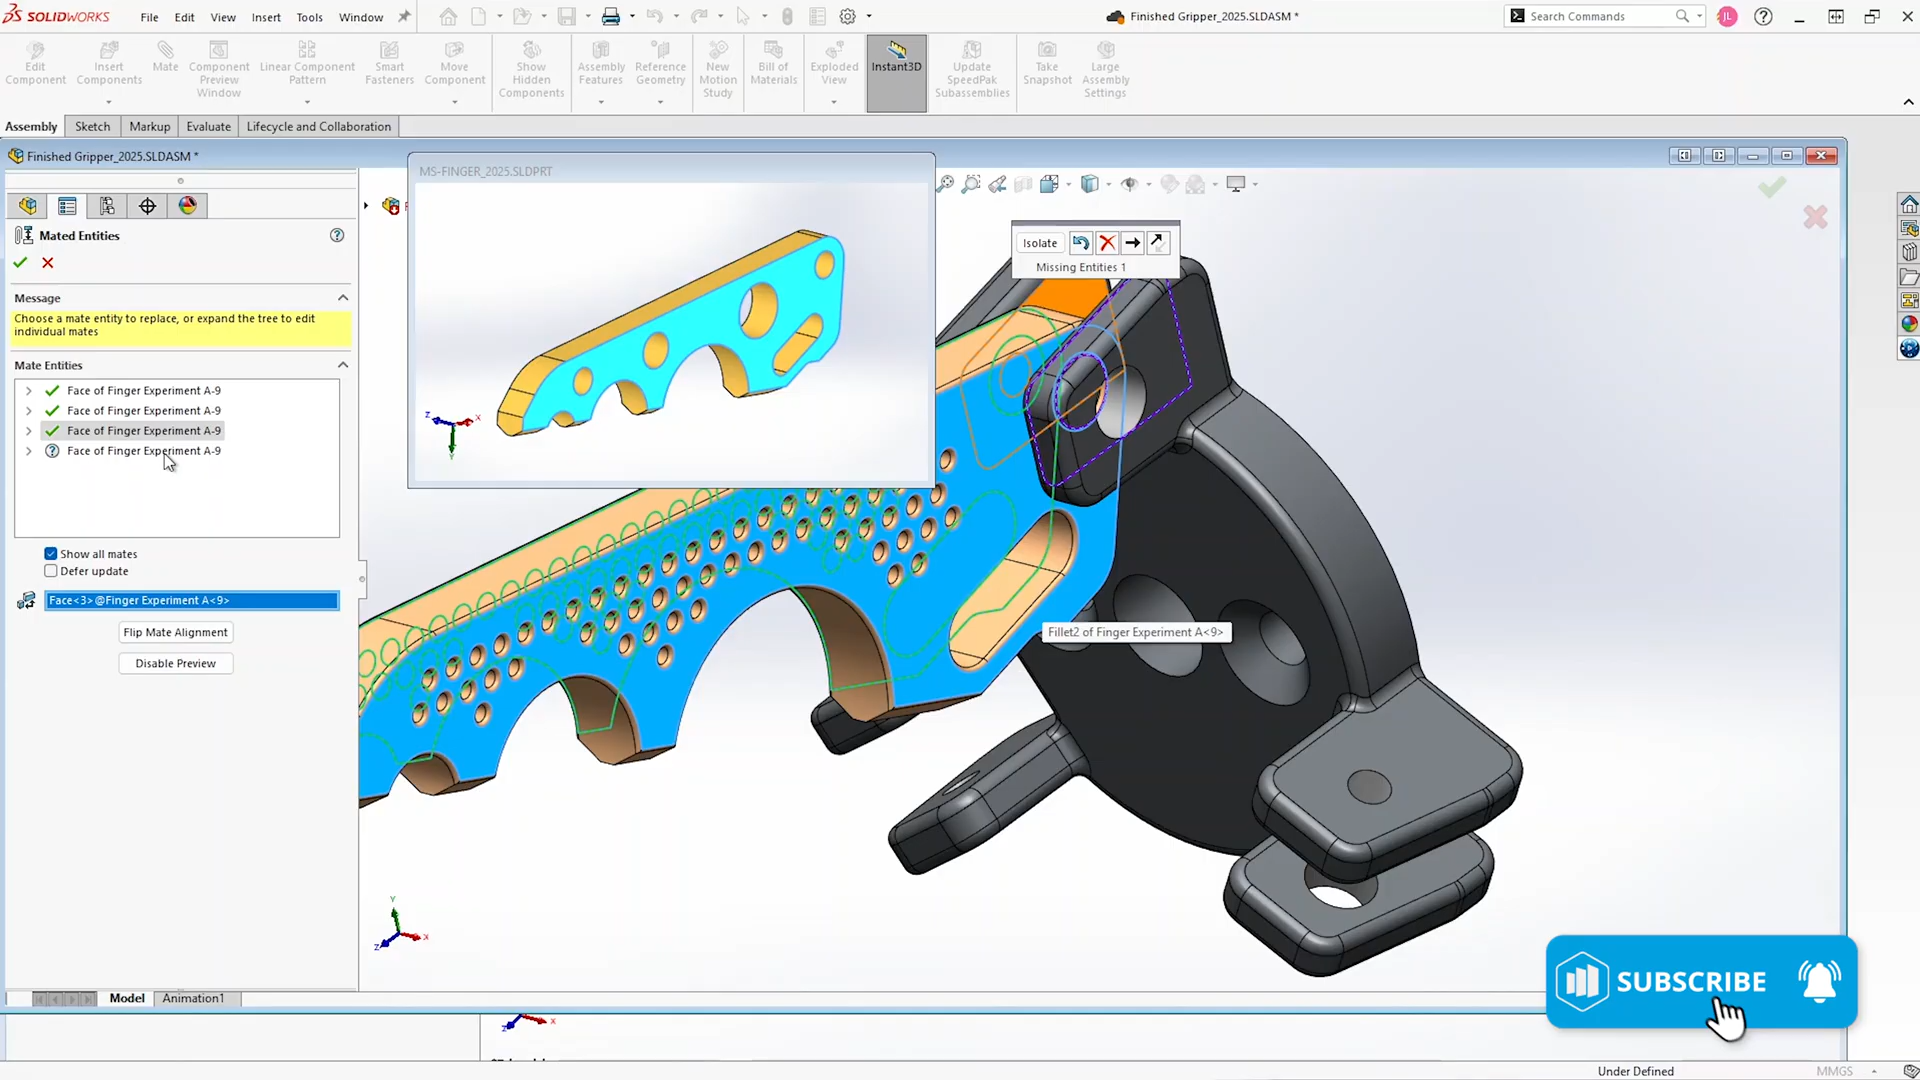 SOLIDWORKS File Edit View Insert Tools Window Finished Gripper_2025.SLDASM * Search Commands JL
Edit Component
Insert Components
Mate
Component Preview Window
Linear Component Pattern
Smart Fasteners
Move Component
Show Hidden Components
Assembly Features
Reference Geometry
New Motion Study
Bill of Materials
Exploded View
Instant3D
Update SpeedPak Subassemblies
Take Snapshot
Large Assembly Settings
Assembly Sketch Markup Evaluate Lifecycle and Collaboration
Finished Gripper_2025.SLDASM *
MS-FINGER_2025.SLDPRT
Mated Entities
Isolate
Missing Entities 1
Message
Choose a mate entity to replace, or expand the tree to edit
individual mates
Mate Entities
Face of Finger Experiment A-9
Face of Finger Experiment A-9
Face of Finger Experiment A-9
Face of Finger Experiment A-9
Z X Y
Show all mates
Defer update
Face<3>@Finger Experiment A<9>
Flip Mate Alignment
Fillet2 of Finger Experiment A<9>
Disable Preview
Y
Z X
SUBSCRIBE
Model Animation1
Z X
Under Defined MMGS